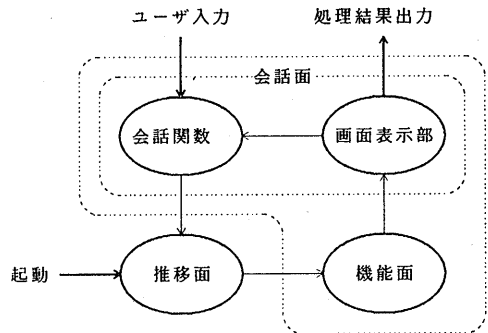 ユーザ入力
処理結果出力
会話面
会話関数
画面表示部
起動
推移面
機能面